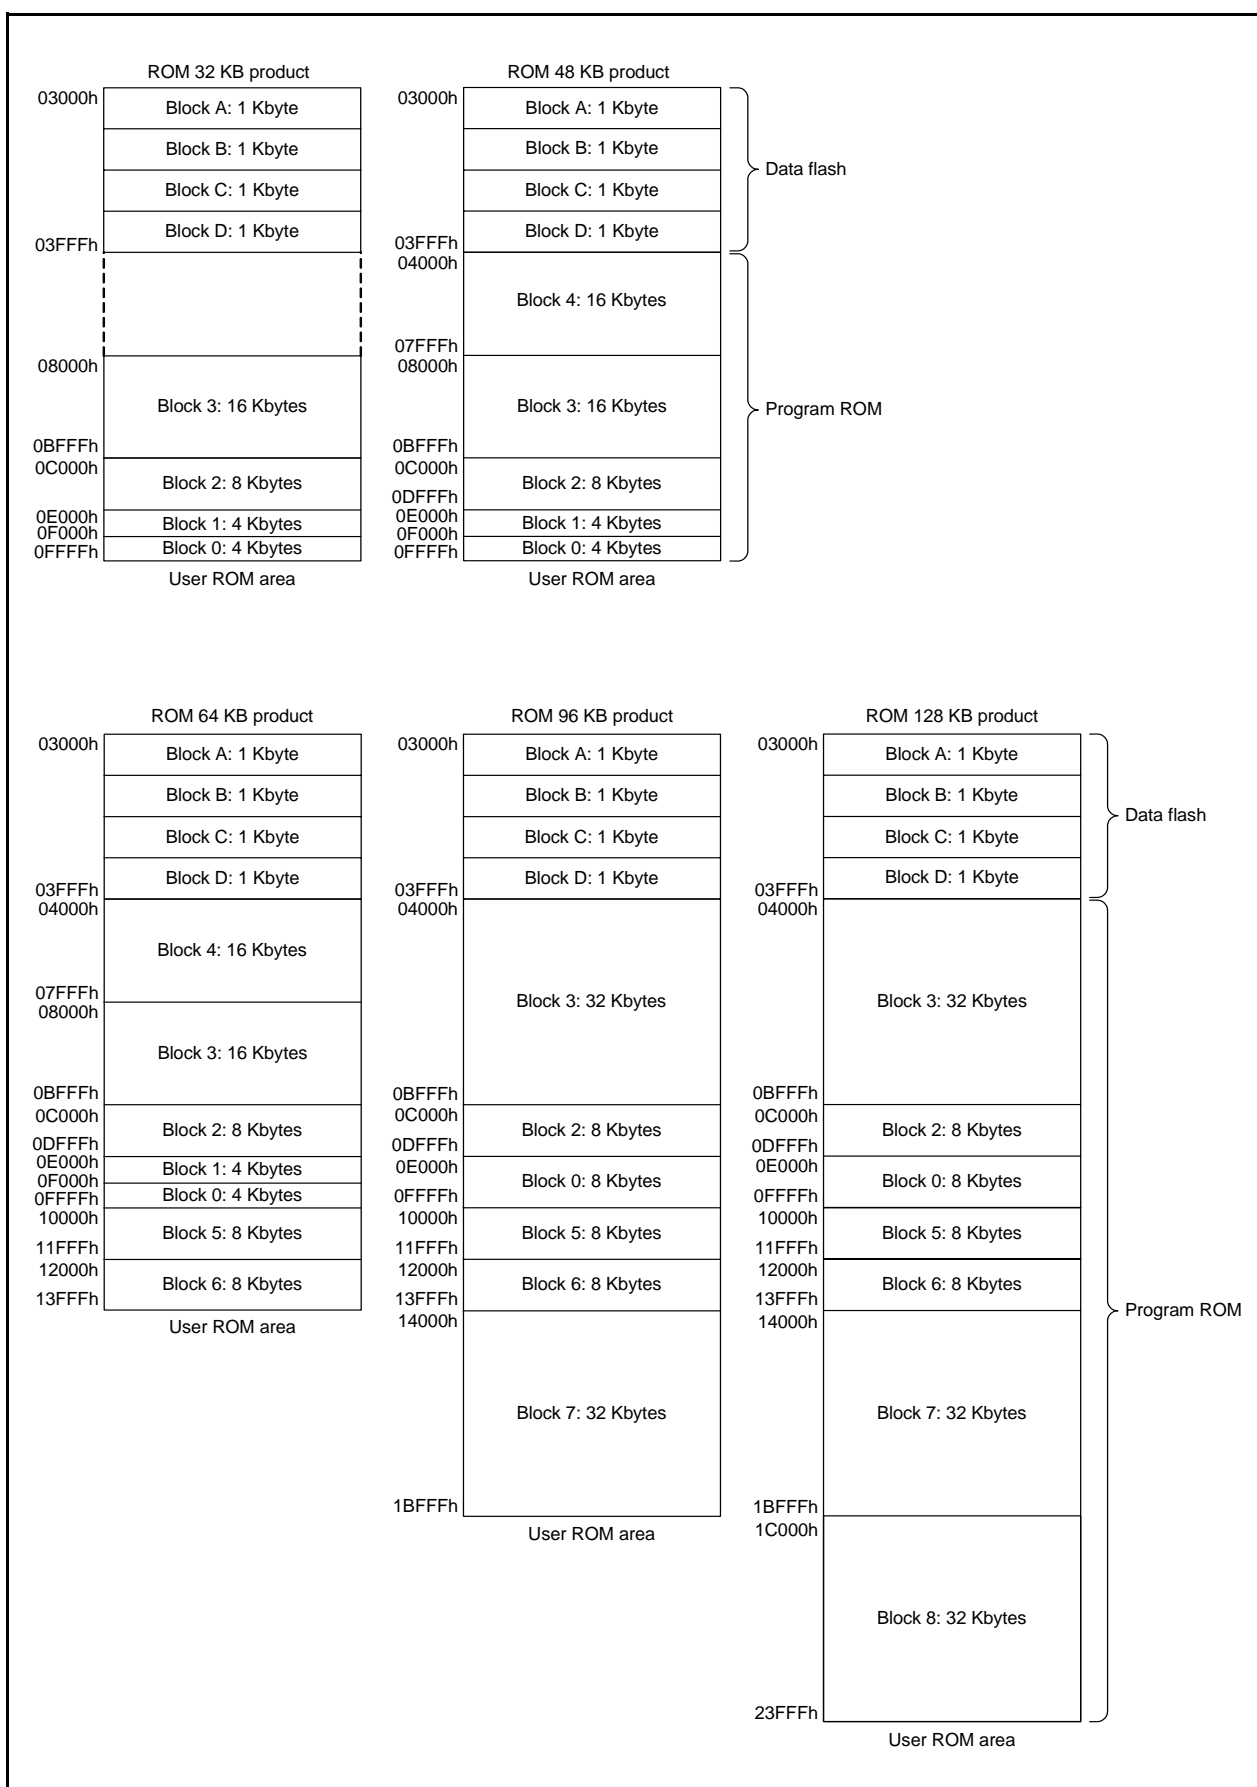 ROM 32 KB product
03000h
Block A: 1 Kbyte
Block B: 1 Kbyte
Block C: 1 Kbyte
Block D: 1 Kbyte
03FFFh
08000h
Block 3: 16 Kbytes
0BFFFh
0C000h
Block 2: 8 Kbytes
0E000h
Block 1: 4 Kbytes
0F000h
Block 0: 4 Kbytes
0FFFFh
User ROM area
ROM 48 KB product
03000h
Block A: 1 Kbyte
Block B: 1 Kbyte
Block C: 1 Kbyte
Block D: 1 Kbyte
03FFFh
04000h
Block 4: 16 Kbytes
07FFFh
08000h
Block 3: 16 Kbytes
0BFFFh
0C000h
Block 2: 8 Kbytes
0DFFFh
0E000h
Block 1: 4 Kbytes
0F000h
Block 0: 4 Kbytes
0FFFFh
User ROM area
Data flash
Program ROM
ROM 64 KB product
03000h
Block A: 1 Kbyte
Block B: 1 Kbyte
Block C: 1 Kbyte
Block D: 1 Kbyte
03FFFh
04000h
Block 4: 16 Kbytes
07FFFh
08000h
Block 3: 16 Kbytes
0BFFFh
0C000h
Block 2: 8 Kbytes
0DFFFh
0E000h
Block 1: 4 Kbytes
0F000h
Block 0: 4 Kbytes
0FFFFh
10000h
Block 5: 8 Kbytes
11FFFh
12000h
Block 6: 8 Kbytes
13FFFh
User ROM area
ROM 96 KB product
03000h
Block A: 1 Kbyte
Block B: 1 Kbyte
Block C: 1 Kbyte
Block D: 1 Kbyte
03FFFh
04000h
Block 3: 32 Kbytes
0BFFFh
0C000h
Block 2: 8 Kbytes
0DFFFh
0E000h
Block 0: 8 Kbytes
0FFFFh
10000h
Block 5: 8 Kbytes
11FFFh
12000h
Block 6: 8 Kbytes
13FFFh
14000h
Block 7: 32 Kbytes
1BFFFh
User ROM area
ROM 128 KB product
03000h
Block A: 1 Kbyte
Block B: 1 Kbyte
Block C: 1 Kbyte
Block D: 1 Kbyte
03FFFh
04000h
Block 3: 32 Kbytes
0BFFFh
0C000h
Block 2: 8 Kbytes
0DFFFh
0E000h
Block 0: 8 Kbytes
0FFFFh
10000h
Block 5: 8 Kbytes
11FFFh
12000h
Block 6: 8 Kbytes
13FFFh
14000h
Block 7: 32 Kbytes
1BFFFh
1C000h
Block 8: 32 Kbytes
23FFFh
User ROM area
Data flash
Program ROM